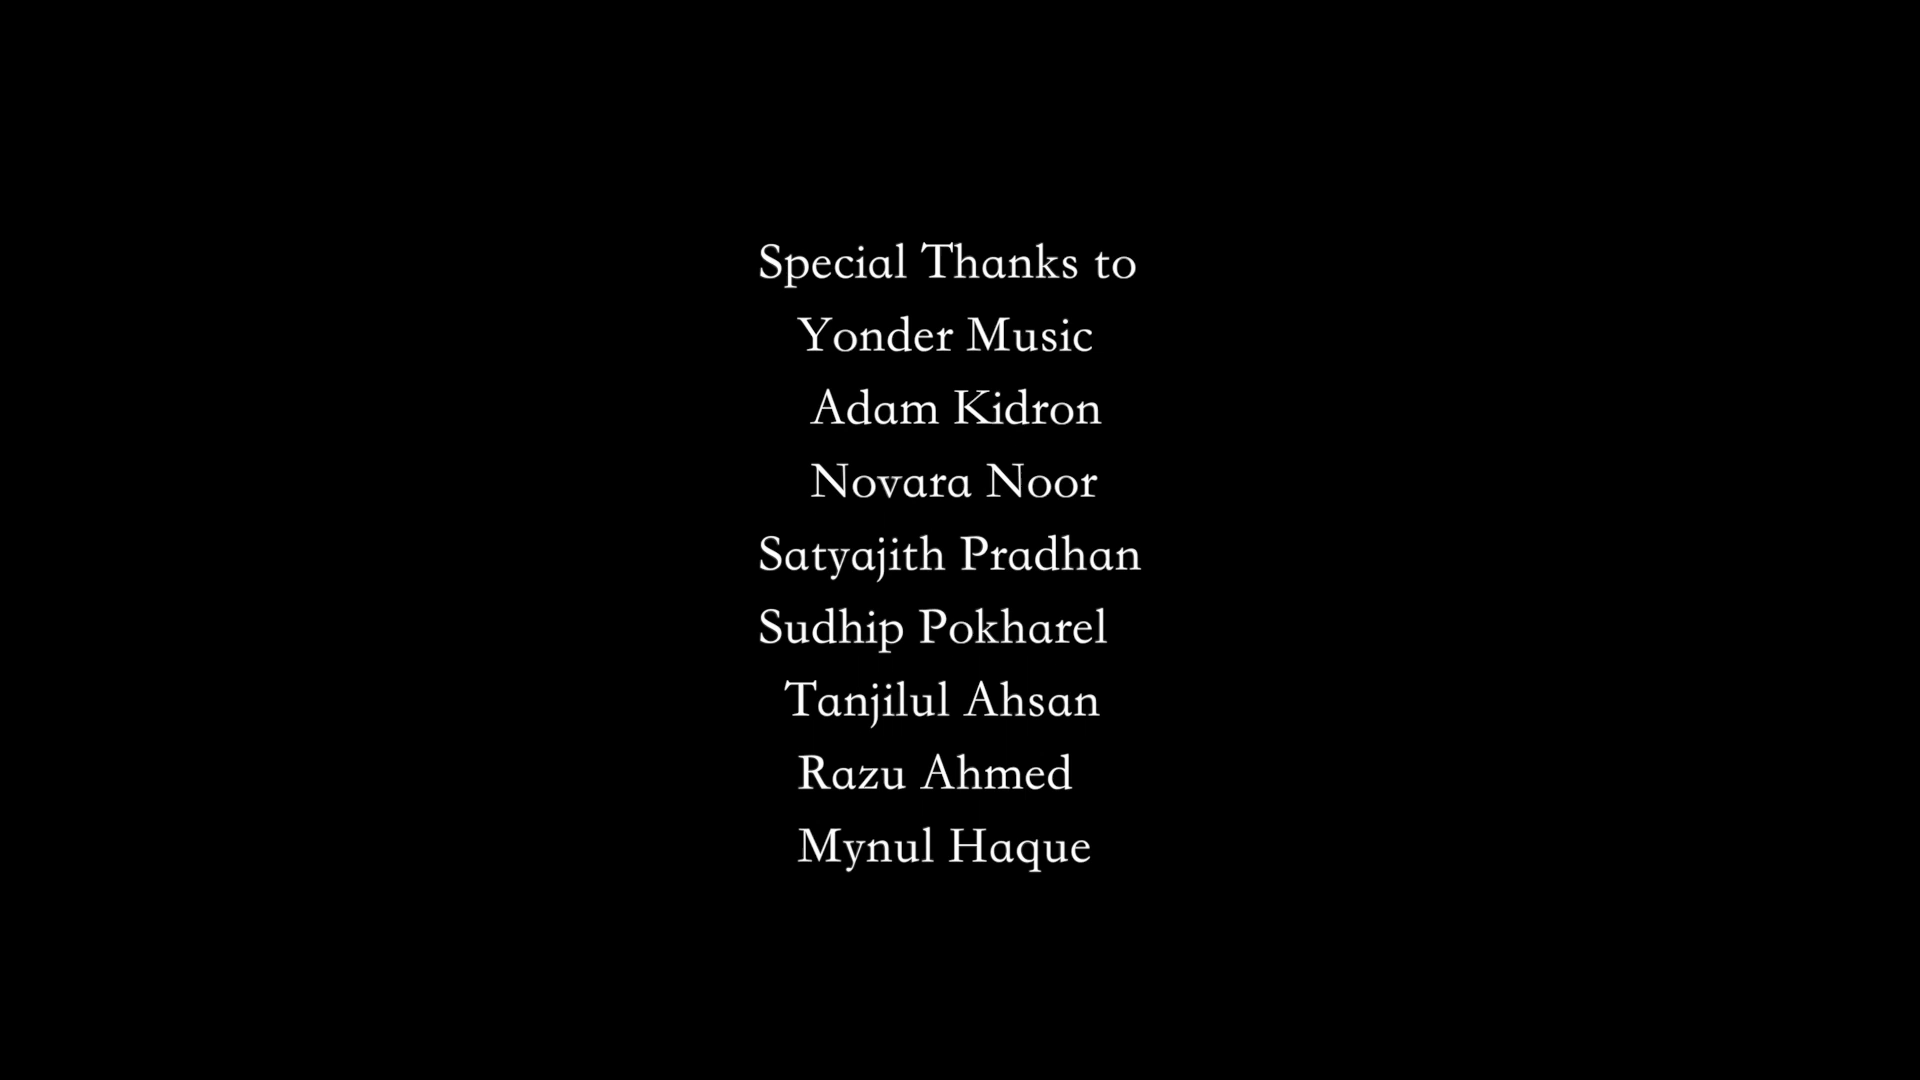 Special Thanks to
Yonder Music
Adam Kidron
Novara Noor
Satyajith Pradhan
Sudhip Pokharel
Tanjilul Ahsan
Razu Ahmed
Mynul Haque